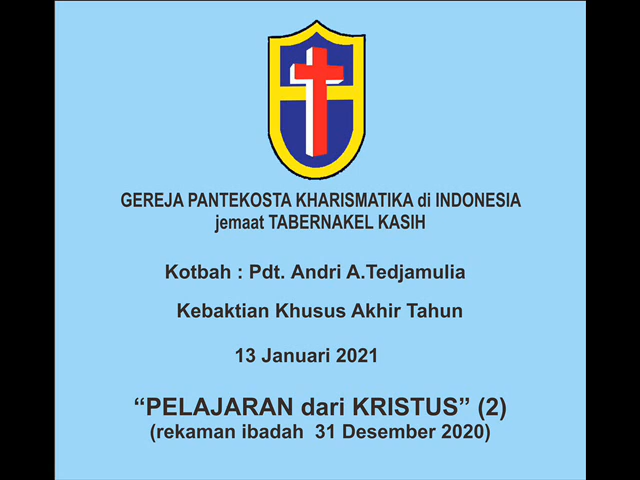 GEREJA PANTEKOSTA KHARISMATIKA di INDONESIA
jemaat TABERNAKEL KASIH
Kotbah : Pdt. Andri A.Tedjamulia
Kebaktian Khusus Akhir Tahun
13 Januari 2021
“PELAJARAN dari KRISTUS” (2)
(rekaman ibadah 31 Desember 2020)